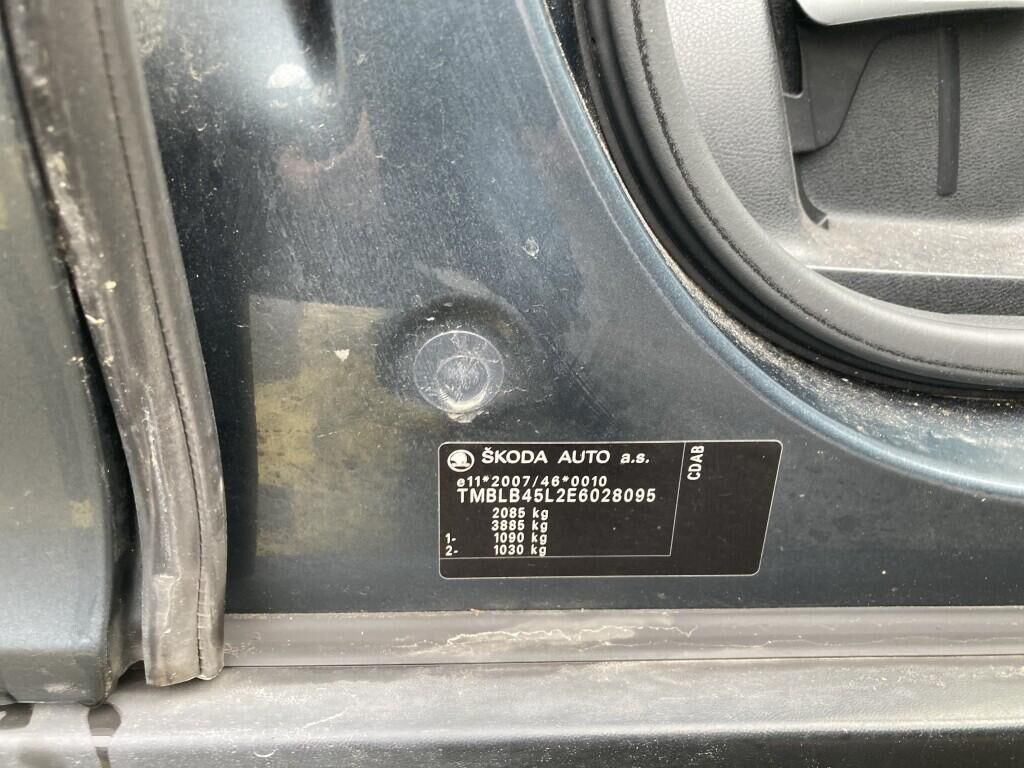 ŠKODA AUTO a.s.
e11*2007/46*0010
TMBLB45L2E6028095
2085 kg
3885 kg
1- 1090 kg
2- 1030 kg
CDAB